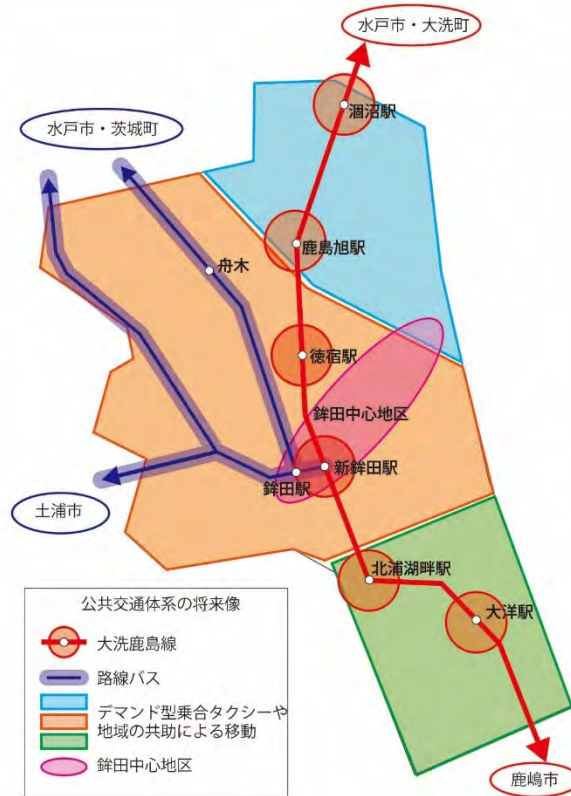 水戸市・大洗町
涸沼駅
水戸市・茨城町
鹿島旭駅
舟木
徳宿駅
鉾田中心地区
新鉾田駅
鉾田駅
土浦市
北浦湖畔駅
大洋駅
鹿嶋市
公共交通体系の将来像
大洗鹿島線
路線バス
デマンド型乗合タクシーや
地域の共助による移動
鉾田中心地区